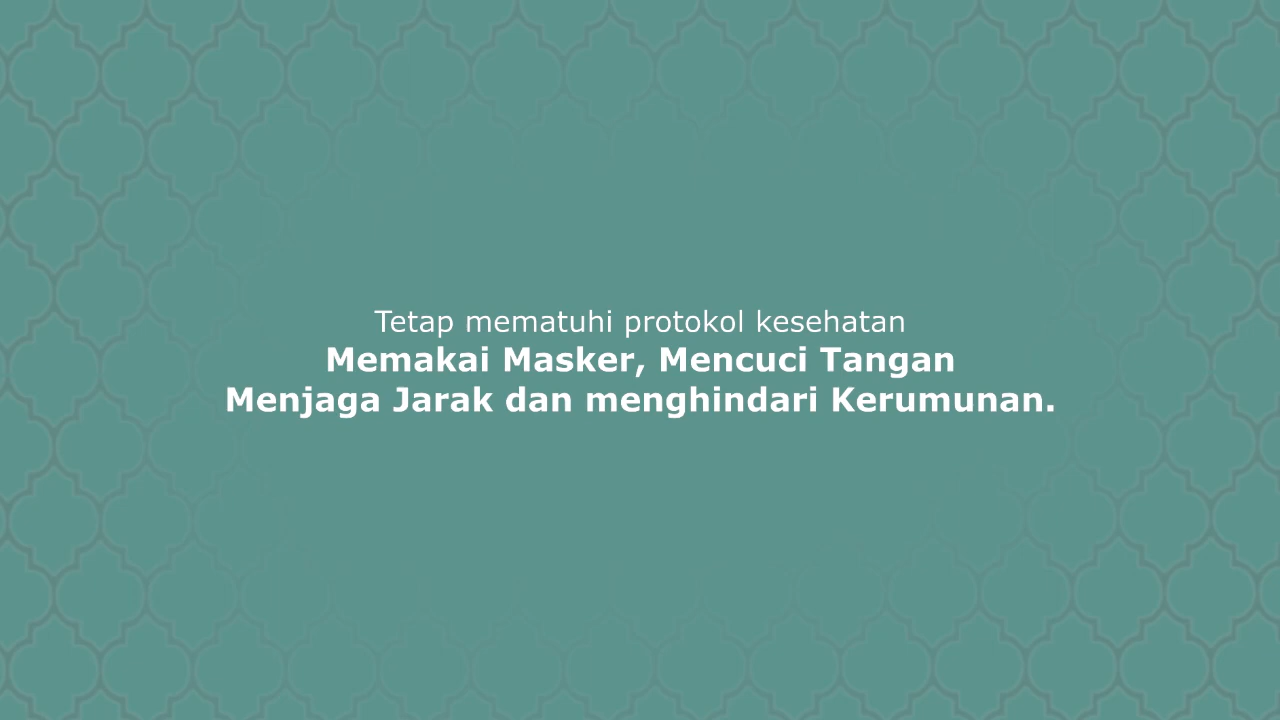 Tetap mematuhi protokol kesehatan
Memakai Masker, Mencuci Tangan
Menjaga Jarak dan menghindari Kerumunan.